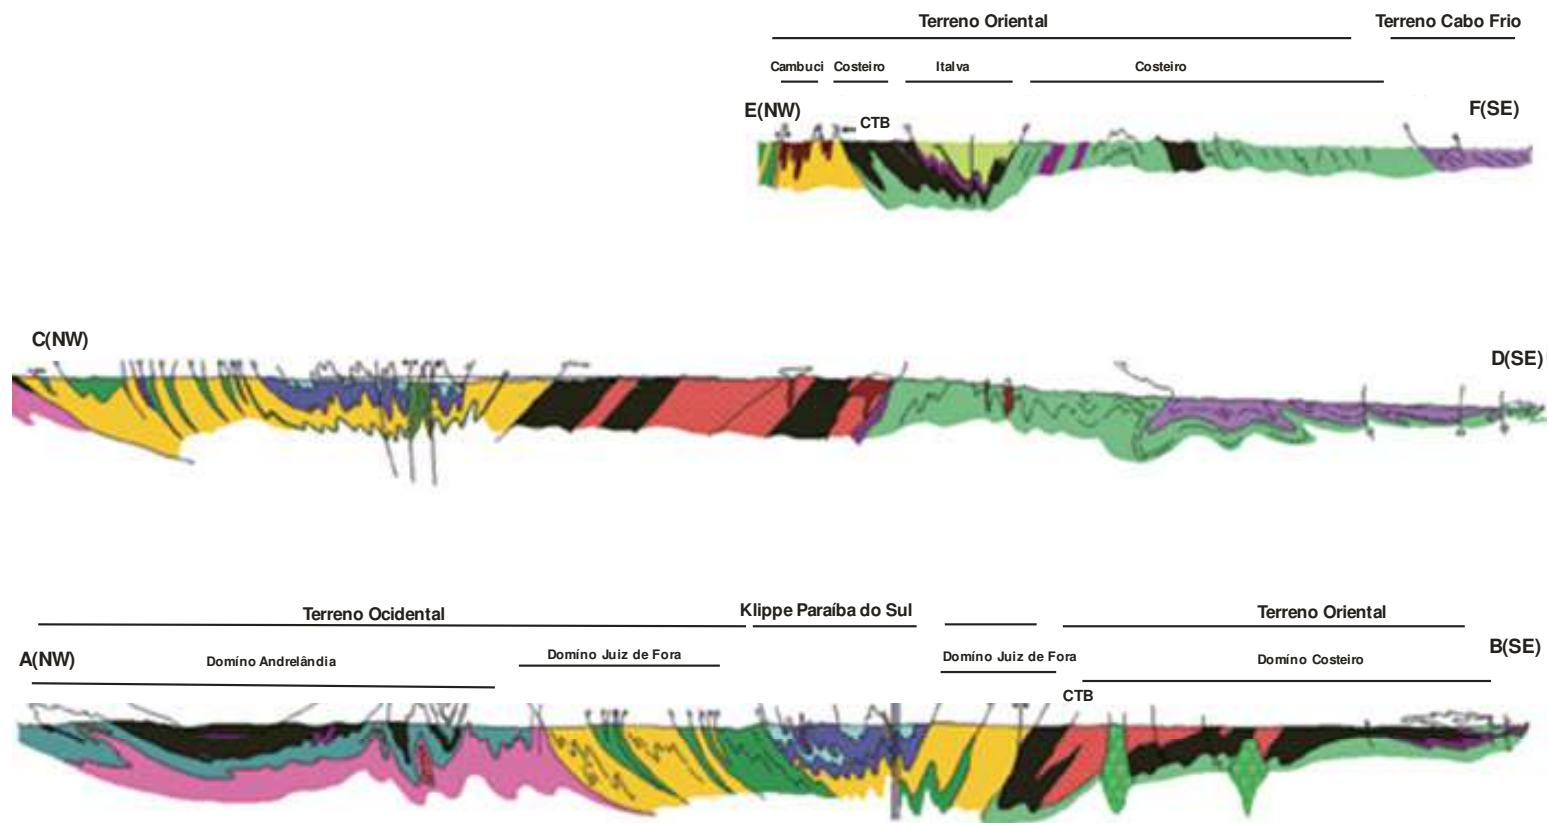 Terreno Oriental Terreno Cabo Frio
Cambuci Costeiro Italva Costeiro
E(NW) F(SE)
CTB
C(NW)
D(SE)
Terreno Ocidental Klippe Paraíba do Sul Terreno Oriental
A(NW) Domíno Andrelândia Domíno Juiz de Fora Domíno Juiz de Fora Domíno Costeiro B(SE)
CTB